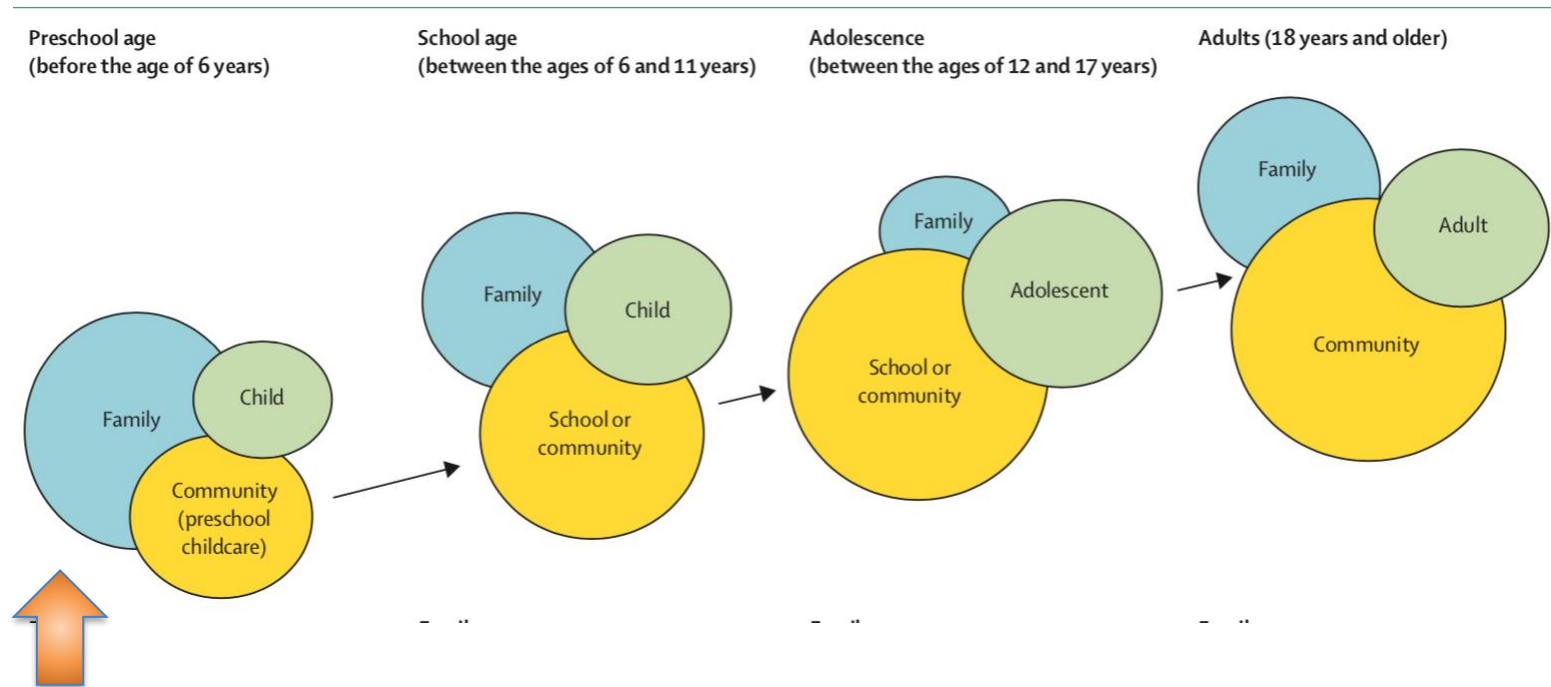 Preschool age
(before the age of 6 years)
School age
(between the ages of 6 and 11 years)
Adolescence
(between the ages of 12 and 17 years)
Adults (18 years and older)
Family
Child
Community
(preschool
childcare)
Family
Child
School or
community
Family
Adolescent
School or
community
Family
Adult
Community